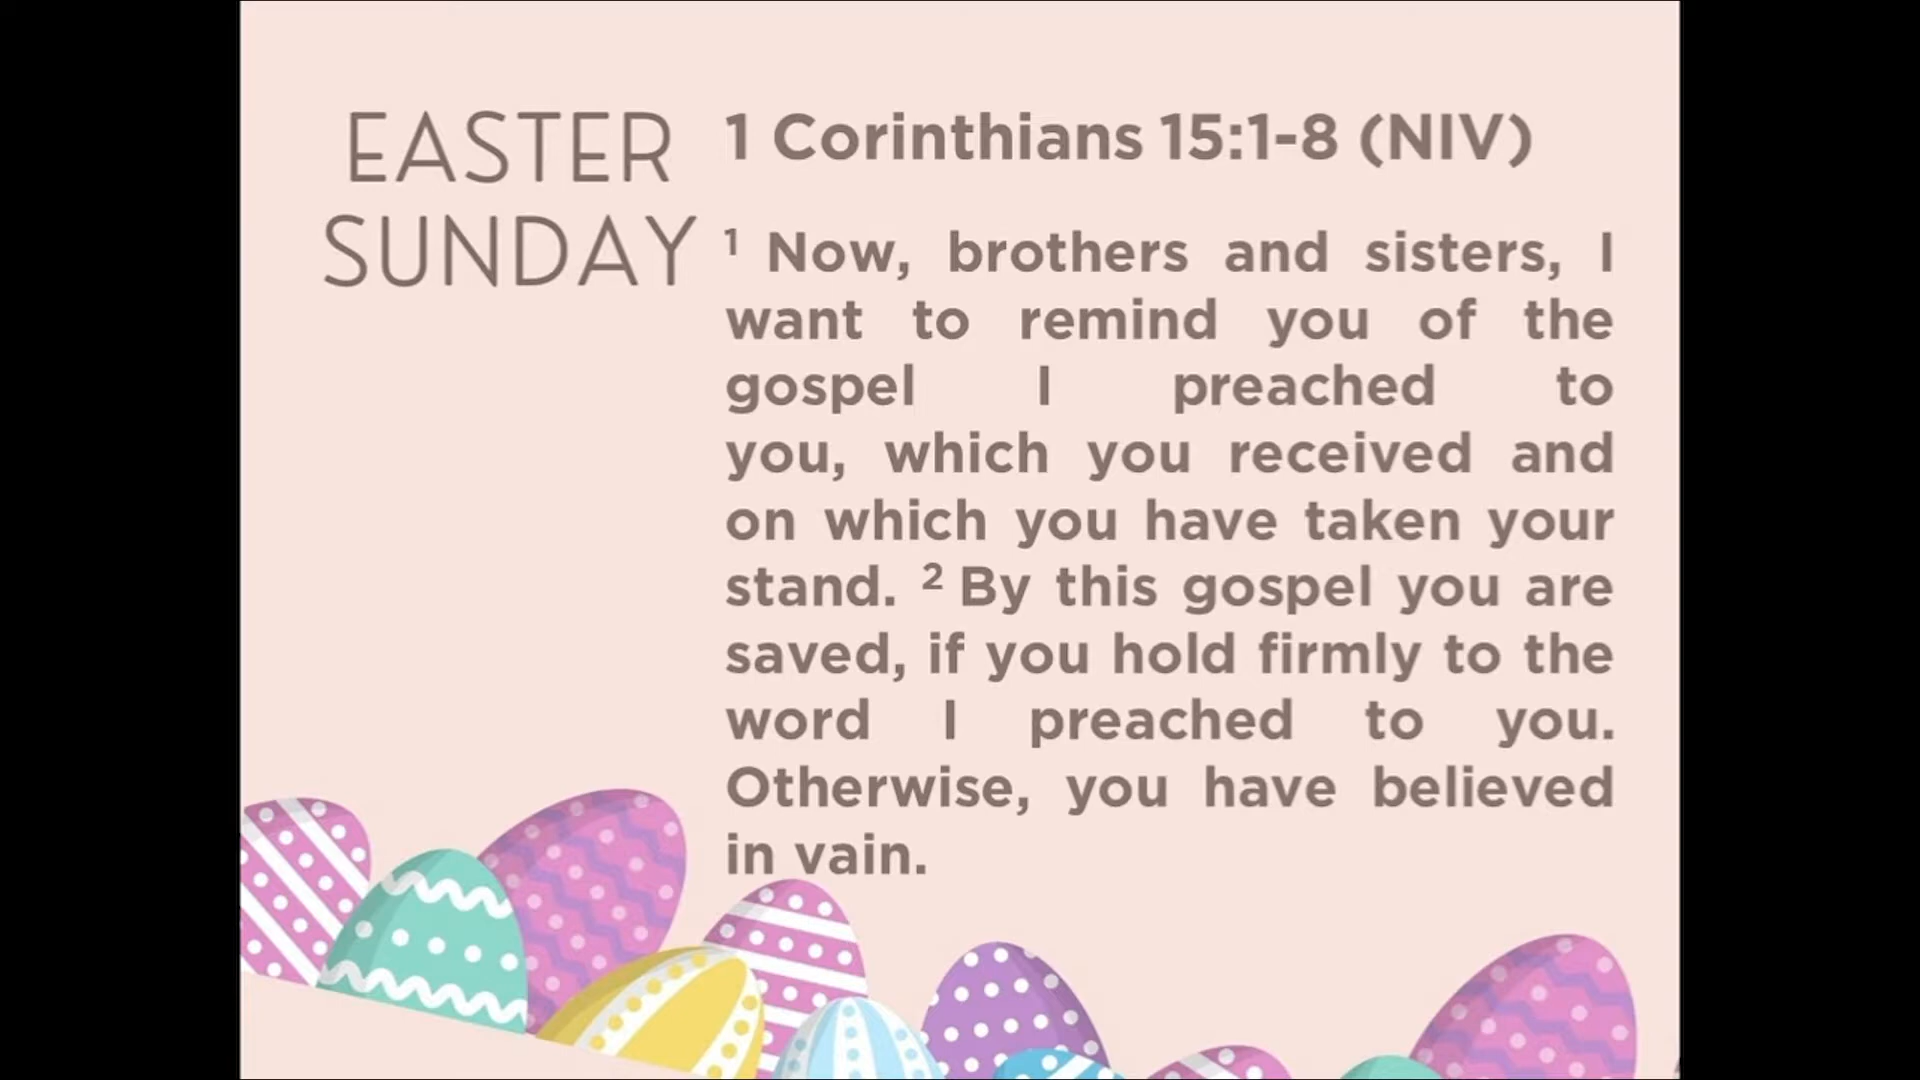 EASTER
SUNDAY
1 Corinthians 15:1-8 (NIV)
¹ Now, brothers and sisters, I
want to remind you of the
gospel I preached to
you, which you received and
on which you have taken your
stand. ² By this gospel you are
saved, if you hold firmly to the
word I preached to you.
Otherwise, you have believed
in vain.